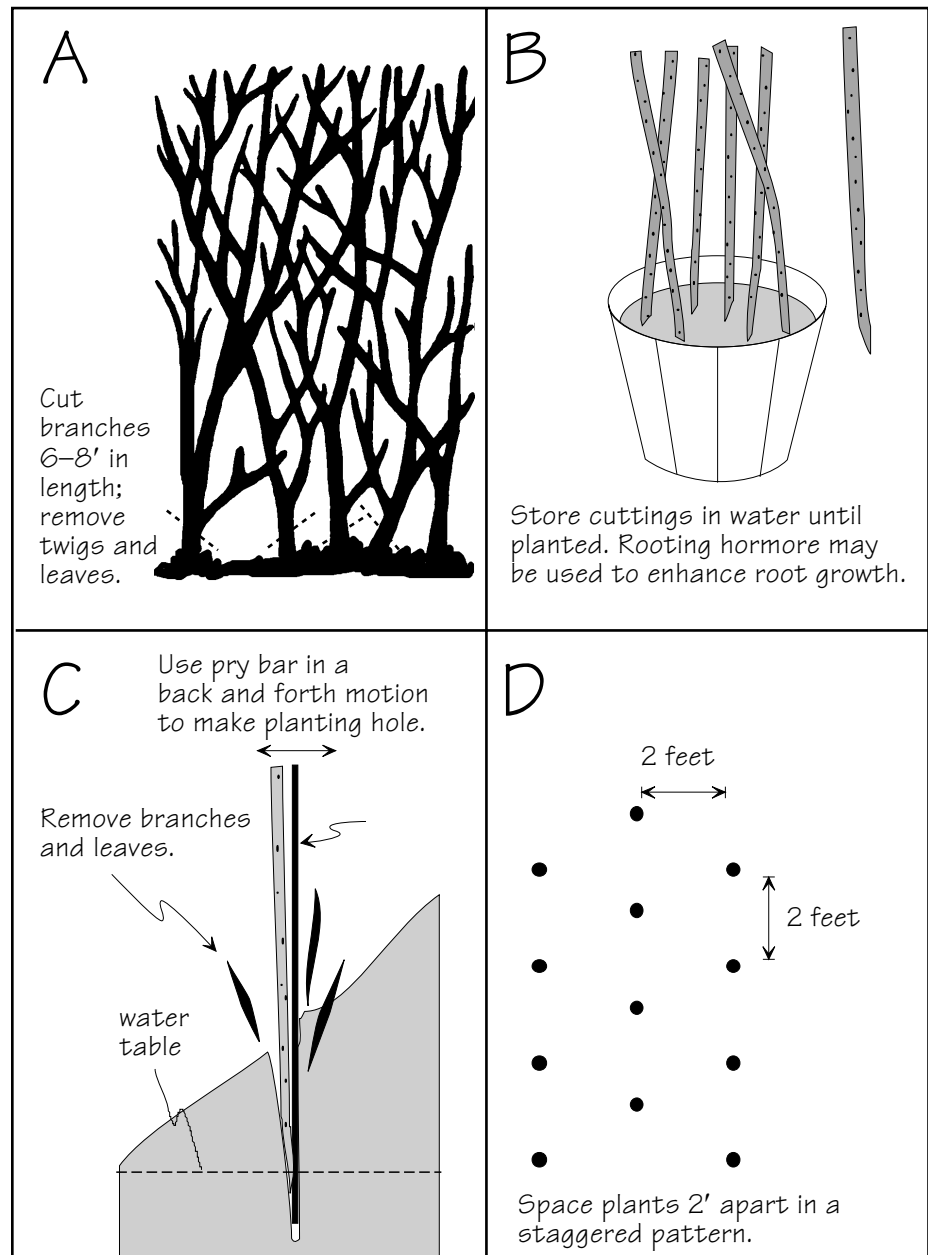 A
Cut
branches
6–8′ in
length;
remove
twigs and
leaves.
B
Store cuttings in water until
planted. Rooting hormore may
be used to enhance root growth.
C
Use pry bar in a
back and forth motion
to make planting hole.
Remove branches
and leaves.
water
table
D
2 feet
2 feet
Space plants 2′ apart in a
staggered pattern.